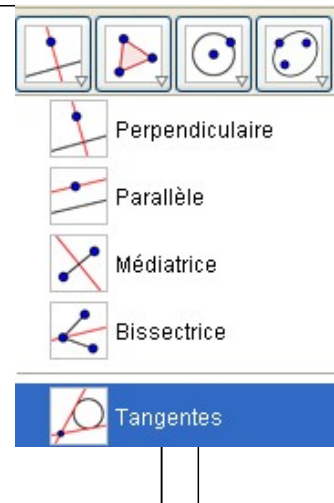 Perpendiculaire
Parallèle
Médiatrice
Bissectrice
Tangentes